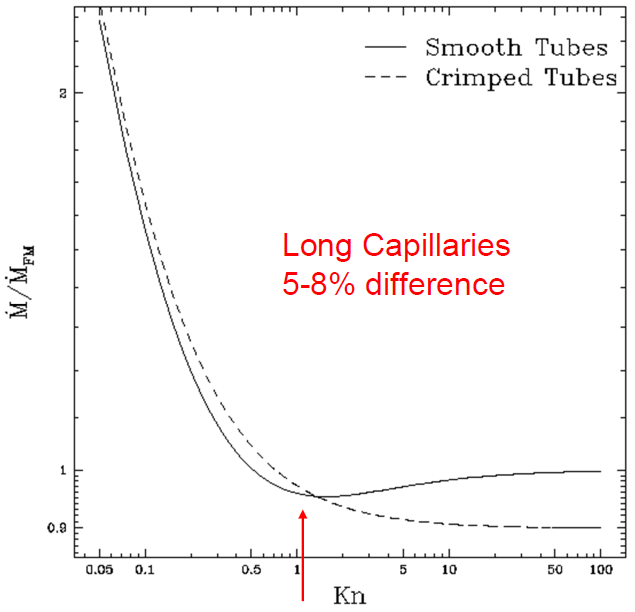 Smooth Tubes
Crimped Tubes
2
Long Capillaries
5-8% difference
Ṁ/Ṁ_FM
1
0.9
0.05 0.1 0.5 1 5 10 50 100
Kn